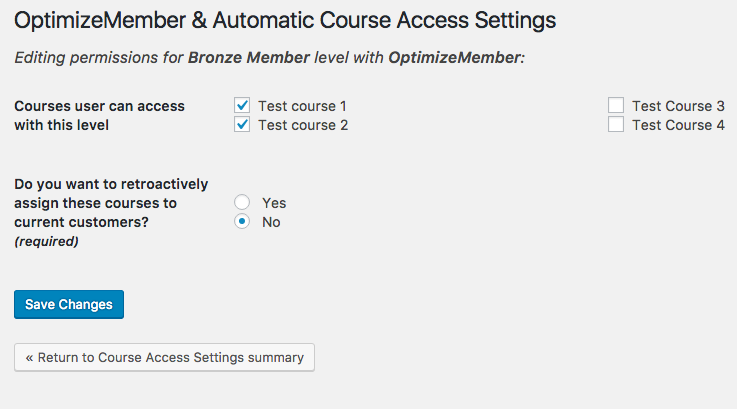 OptimizeMember & Automatic Course Access Settings
Editing permissions for Bronze Member level with OptimizeMember:
Courses user can access
with this level
Test course 1
Test Course 3
Test course 2
Test Course 4
Do you want to retroactively
assign these courses to
current customers?
(required)
Yes
No
Save Changes
« Return to Course Access Settings summary